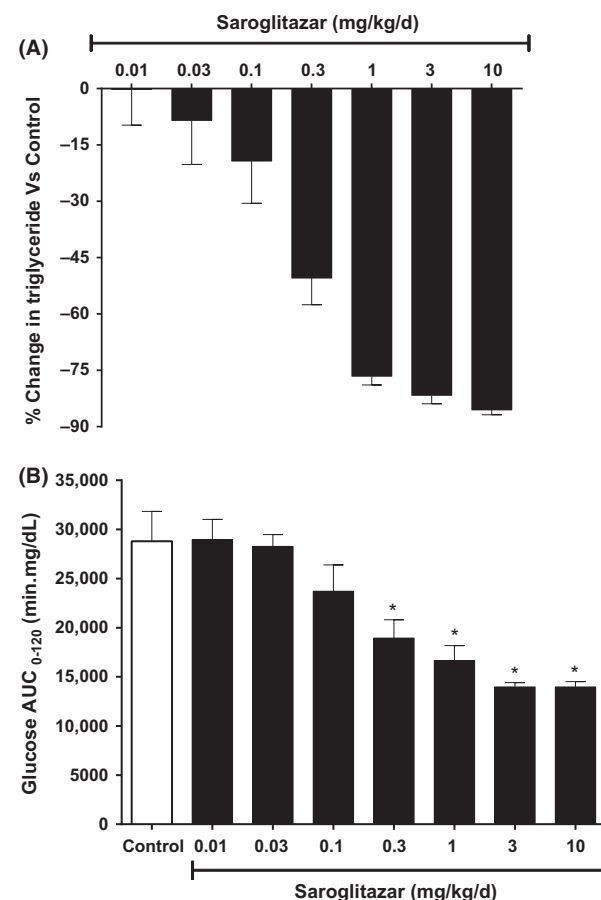 Saroglitazar (mg/kg/d)
(A)
0.01 0.03 0.1 0.3 1 3 10
0
–15
–30
–45
–60
–75
–90
% Change in triglyceride Vs Control
(B)
35,000
30,000
25,000
20,000
15,000
10,000
5000
0
Glucose AUC 0-120 (min.mg/dL)
* * * *
Control 0.01 0.03 0.1 0.3 1 3 10
Saroglitazar (mg/kg/d)